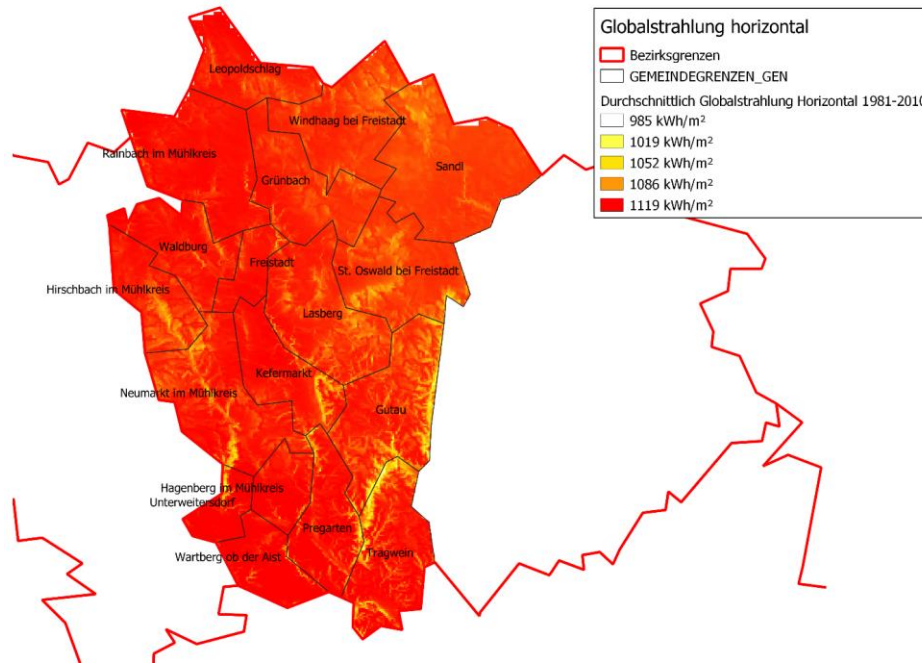 Globalstrahlung horizontal
Bezirksgrenzen
GEMEINDEGRENZEN_GEN
Durchschnittlich Globalstrahlung Horizontal 1981-2010
985 kWh/m²
1019 kWh/m²
1052 kWh/m²
1086 kWh/m²
1119 kWh/m²
Leopoldschlag
Windhaag bei Freistadt
Rainbach im Mühlkreis
Sandl
Grünbach
Waldburg
Freistadt
St. Oswald bei Freistadt
Hirschbach im Mühlkreis
Lasberg
Kefermarkt
Neumarkt im Mühlkreis
Gutau
Hagenberg im Mühlkreis
Unterweitersdorf
Pregarten
Wartberg ob der Aist
Tragwein